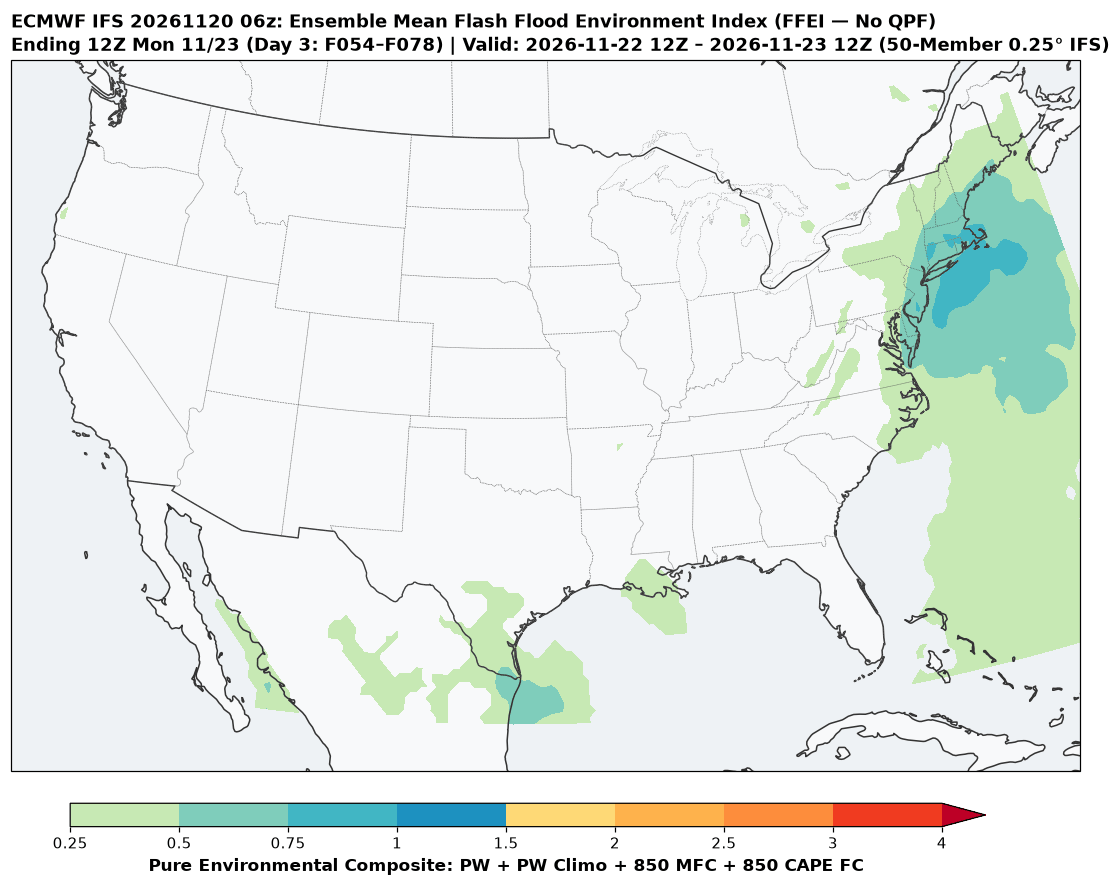 ECMWF IFS 20261120 06z: Ensemble Mean Flash Flood Environment Index (FFEI — No QPF)
Ending 12Z Mon 11/23 (Day 3: F054–F078) | Valid: 2026-11-22 12Z – 2026-11-23 12Z (50-Member 0.25° IFS)
0.25 0.5 0.75 1 1.5 2 2.5 3 4
Pure Environmental Composite: PW + PW Climo + 850 MFC + 850 CAPE FC